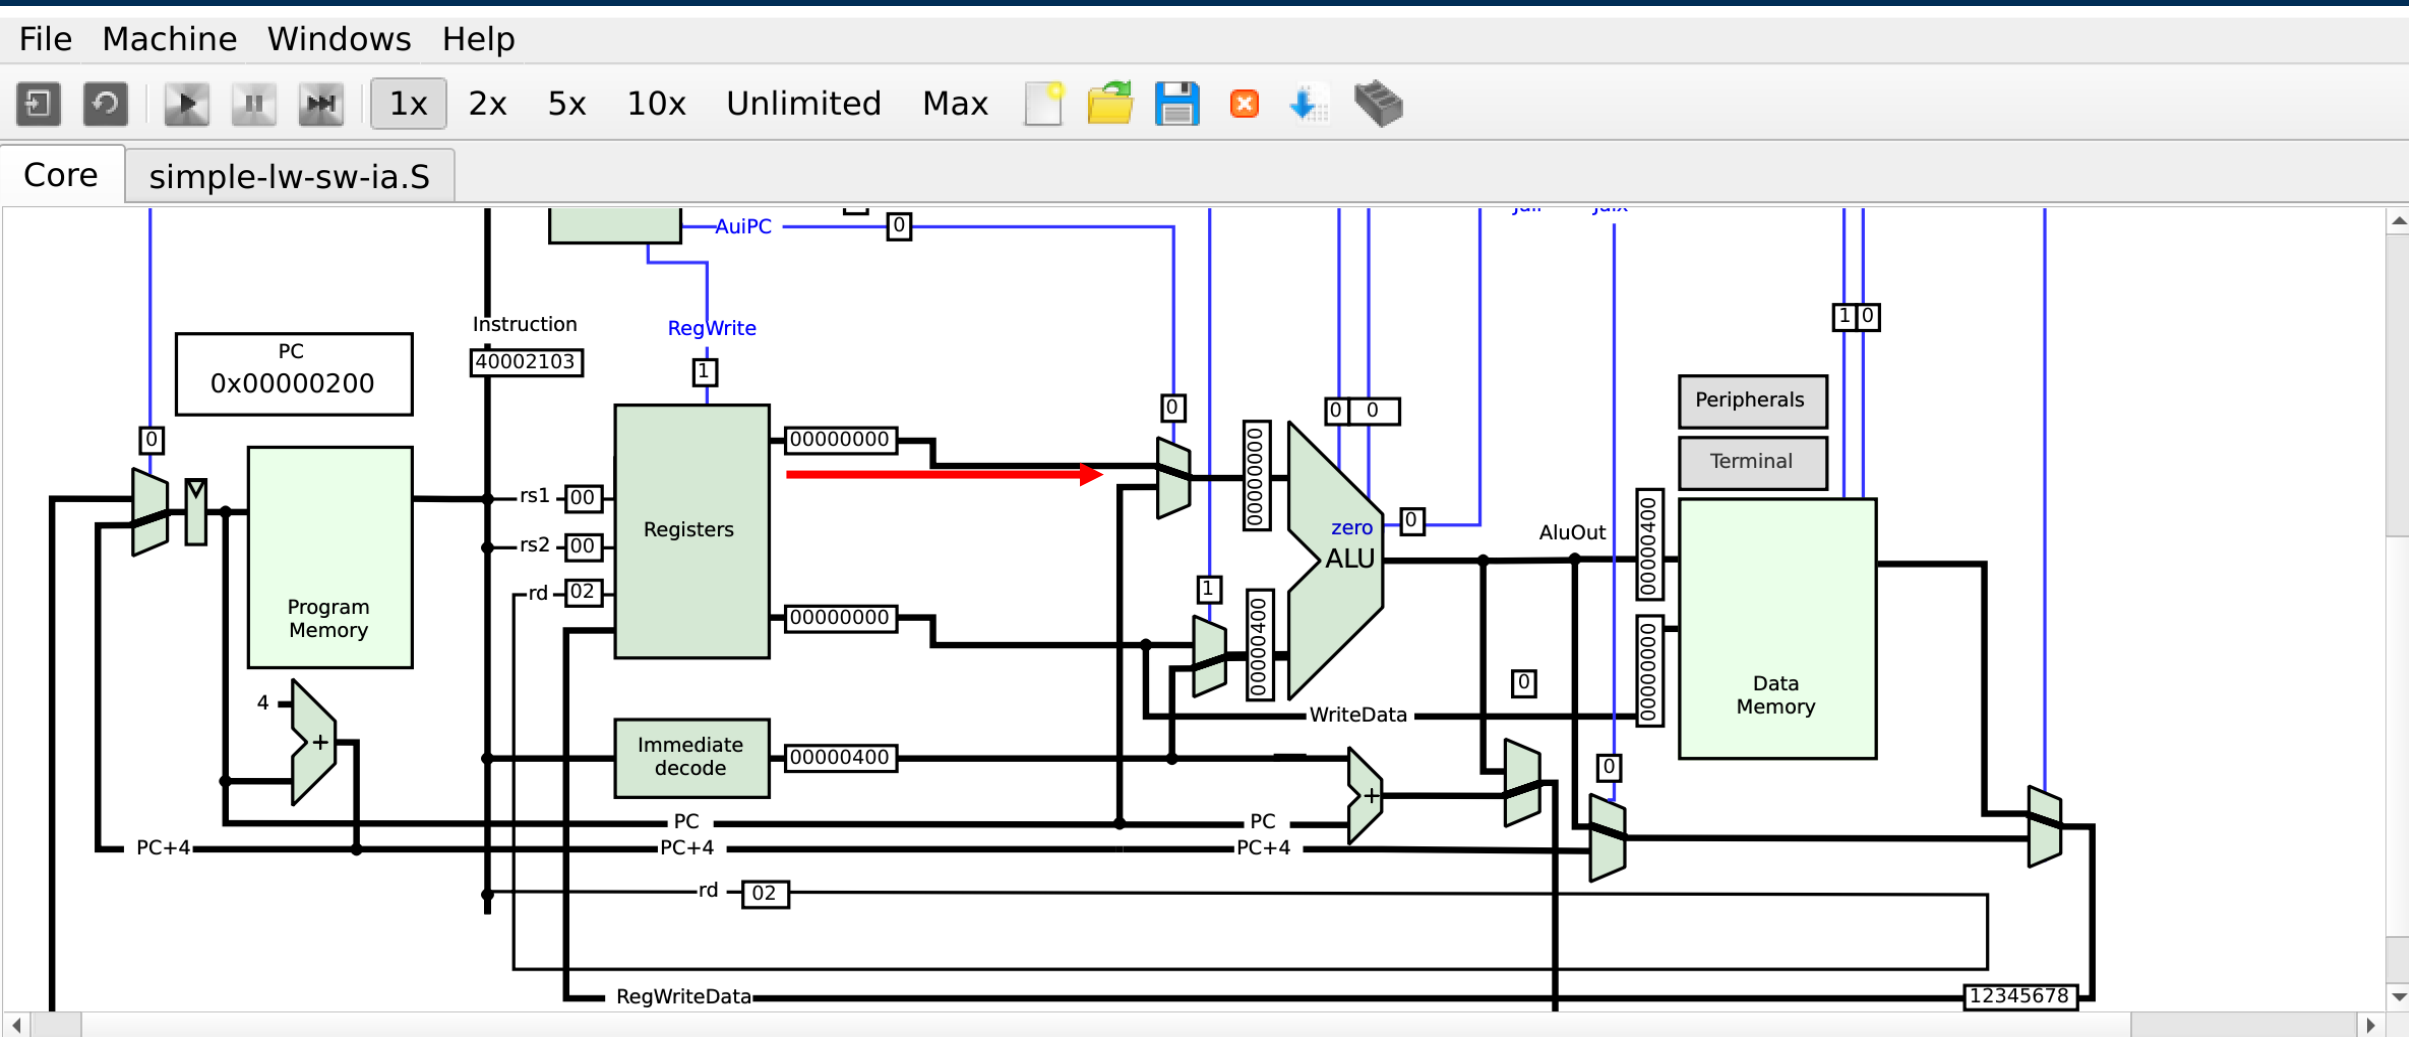 File Machine Windows Help
1x 2x 5x 10x Unlimited Max
Core simple-lw-sw-ia.S
AuiPC 0
Instruction
40002103
RegWrite
1
PC
0x00000200
0
Program
Memory
4
+
rs1 00
rs2 00
rd 02
Registers
00000000
00000000
Immediate
decode
00000400
0
1
00000000
00000400
0 0
zero
ALU
0
AluOut
1 0
Peripherals
Terminal
00000400
00000000
Data
Memory
WriteData
0
0
+
PC PC
PC+4 PC+4 PC+4
rd 02
RegWriteData 12345678